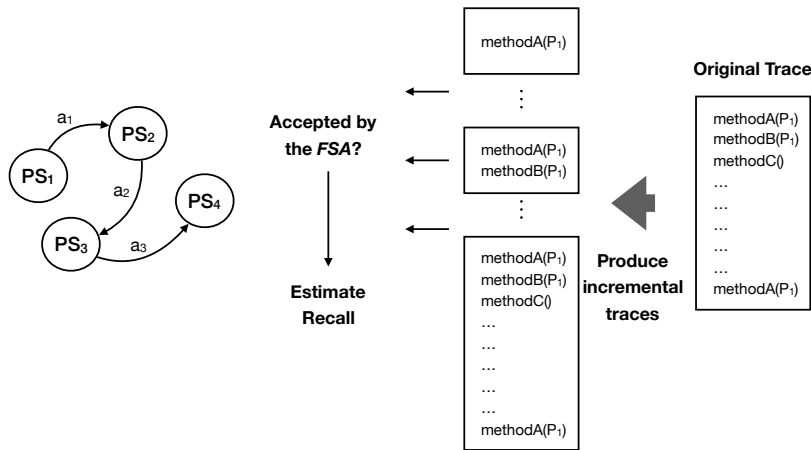 PS₁
a₁
PS₂
a₂
PS₃
a₃
PS₄
Accepted by
the FSA?
Estimate
Recall
methodA(P₁)
⋮
methodA(P₁)
methodB(P₁)
⋮
methodA(P₁)
methodB(P₁)
methodC()
...
...
...
...
...
methodA(P₁)
Produce
incremental
traces
Original Trace
methodA(P₁)
methodB(P₁)
methodC()
...
...
...
...
...
methodA(P₁)